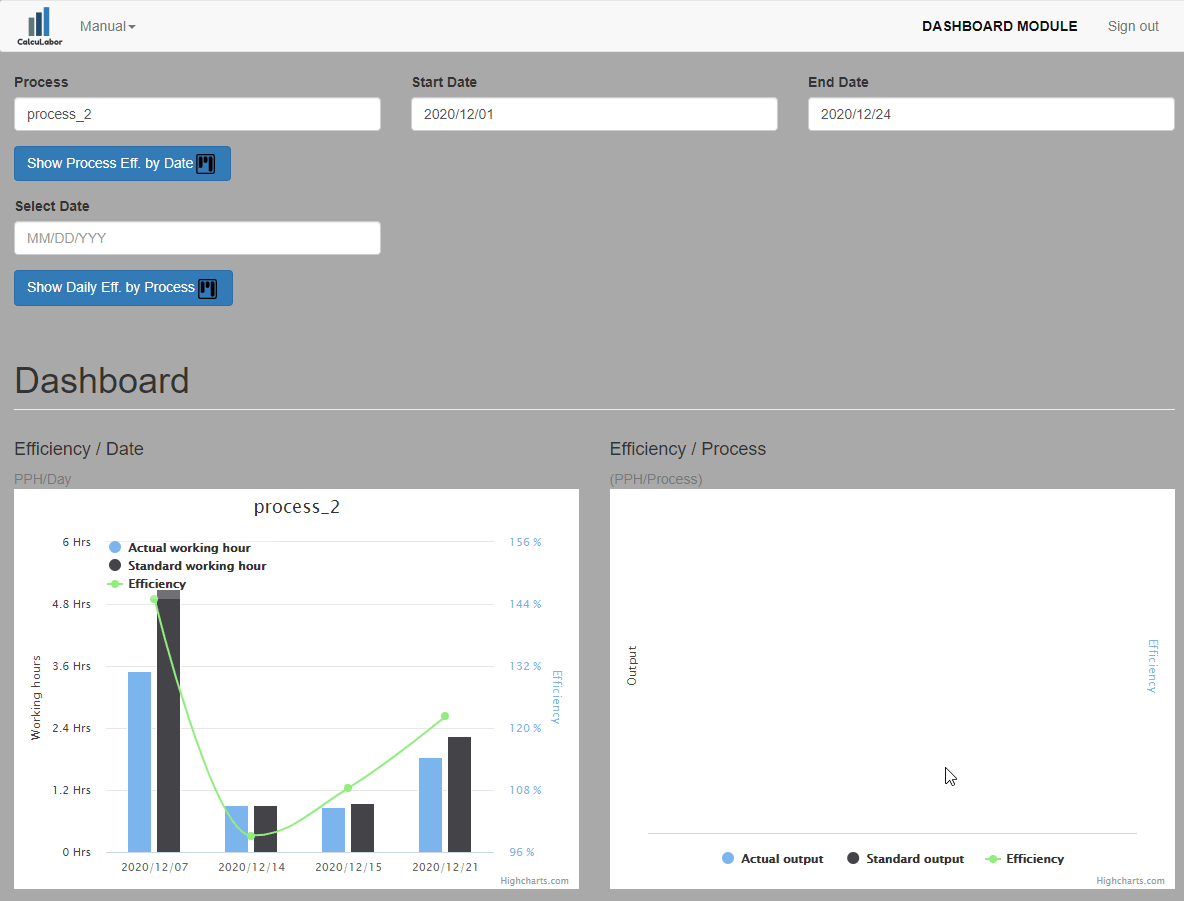 CalcuLabor
Manual
DASHBOARD MODULE
Sign out
Process
Start Date
End Date
process_2
2020/12/01
2020/12/24
Show Process Eff. by Date
Select Date
MM/DD/YYY
Show Daily Eff. by Process
Dashboard
Efficiency / Date
PPH/Day
process_2
Actual working hour
Standard working hour
Efficiency
6 Hrs
4.8 Hrs
3.6 Hrs
2.4 Hrs
1.2 Hrs
0 Hrs
Working hours
156 %
144 %
132 %
120 %
108 %
96 %
Efficiency
2020/12/07
2020/12/14
2020/12/15
2020/12/21
Highcharts.com
Efficiency / Process
(PPH/Process)
Output
Efficiency
Actual output
Standard output
Efficiency
Highcharts.com